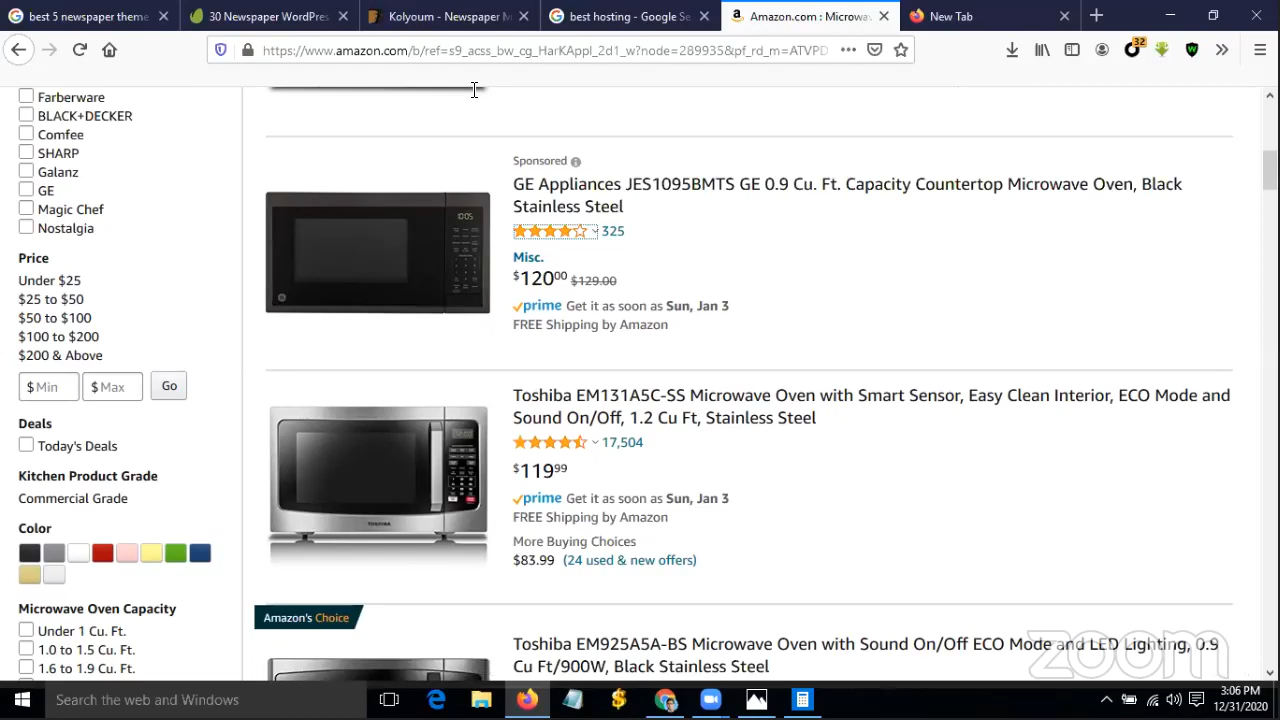 best 5 newspaper theme
30 Newspaper WordPres
Kolyoum - Newspaper M
best hosting - Google Se
Amazon.com : Microwav
New Tab
https://www.amazon.com/b/ref=s9_acss_bw_cg_HarKAppl_2d1_w?node=289935&pf_rd_m=ATVPD
32
Farberware
BLACK+DECKER
Comfee
SHARP
Galanz
GE
Magic Chef
Nostalgia
Price
Under $25
$25 to $50
$50 to $100
$100 to $200
$200 & Above
$ Min $ Max Go
Deals
Today's Deals
Kitchen Product Grade
Commercial Grade
Color
Microwave Oven Capacity
Under 1 Cu. Ft.
1.0 to 1.5 Cu. Ft.
1.6 to 1.9 Cu. Ft.
Sponsored
GE Appliances JES1095BMTS GE 0.9 Cu. Ft. Capacity Countertop Microwave Oven, Black
Stainless Steel
325
Misc.
$12000 $129.00
prime Get it as soon as Sun, Jan 3
FREE Shipping by Amazon
1005
Toshiba EM131A5C-SS Microwave Oven with Smart Sensor, Easy Clean Interior, ECO Mode and
Sound On/Off, 1.2 Cu Ft, Stainless Steel
17,504
$11999
prime Get it as soon as Sun, Jan 3
FREE Shipping by Amazon
More Buying Choices
$83.99 (24 used & new offers)
TOSHIBA
Amazon's Choice
Toshiba EM925A5A-BS Microwave Oven with Sound On/Off ECO Mode and LED Lighting, 0.9
Cu Ft/900W, Black Stainless Steel
zoom
Search the web and Windows
3:06 PM
12/31/2020